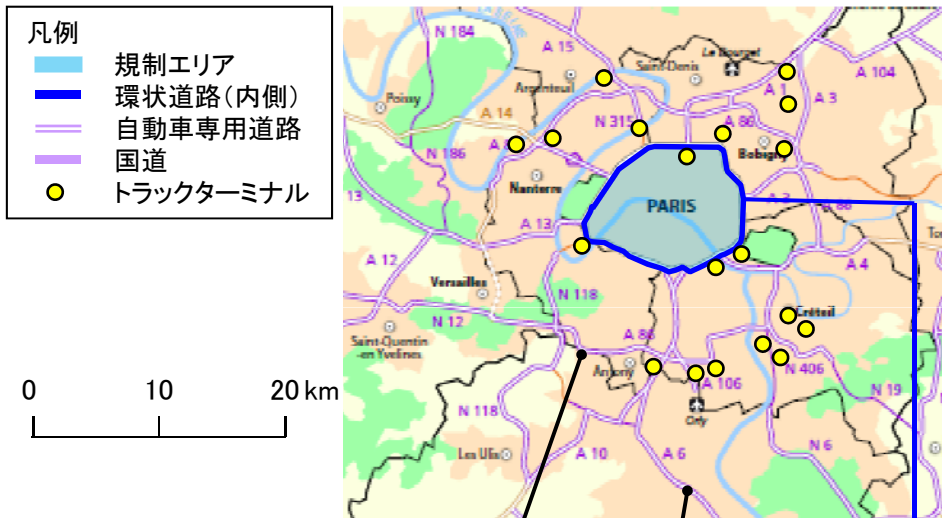 凡例
規制エリア
環状道路(内側)
自動車専用道路
国道
トラックターミナル
0 10 20 km
N 184
A 15
Le Bourget
Saint-Denis
A 104
Argenteuil
Poissy
A 1
A 3
A 14
N 315
A 86
Bobigny
N 186
Nanterre
PARIS
A 3
A 86
13
A 13
A 12
A 4
Versailles
N 118
Créteil
N 12
A 86
Saint-Quentin
-en Yvelines
Antony
N 406
A 106
N 19
Orly
N 118
Les Ulis
A 10
A 6
N 6